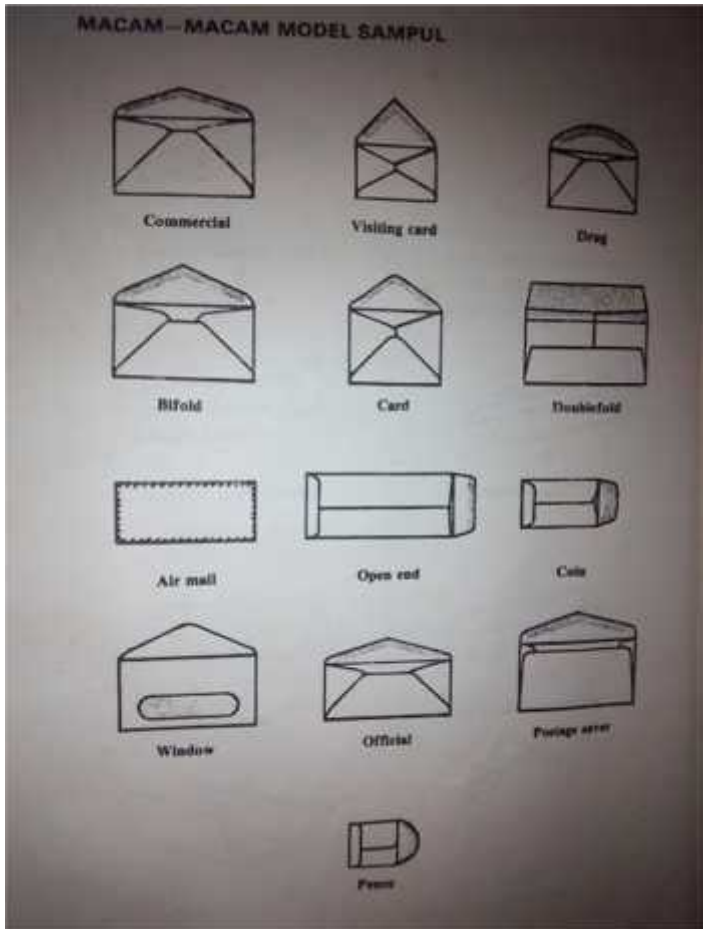 MACAM—MACAM MODEL SAMPUL
Commercial
Visiting card
Drug
Bifold
Card
Doublefold
Air mail
Open end
Coin
Window
Official
Postage saver